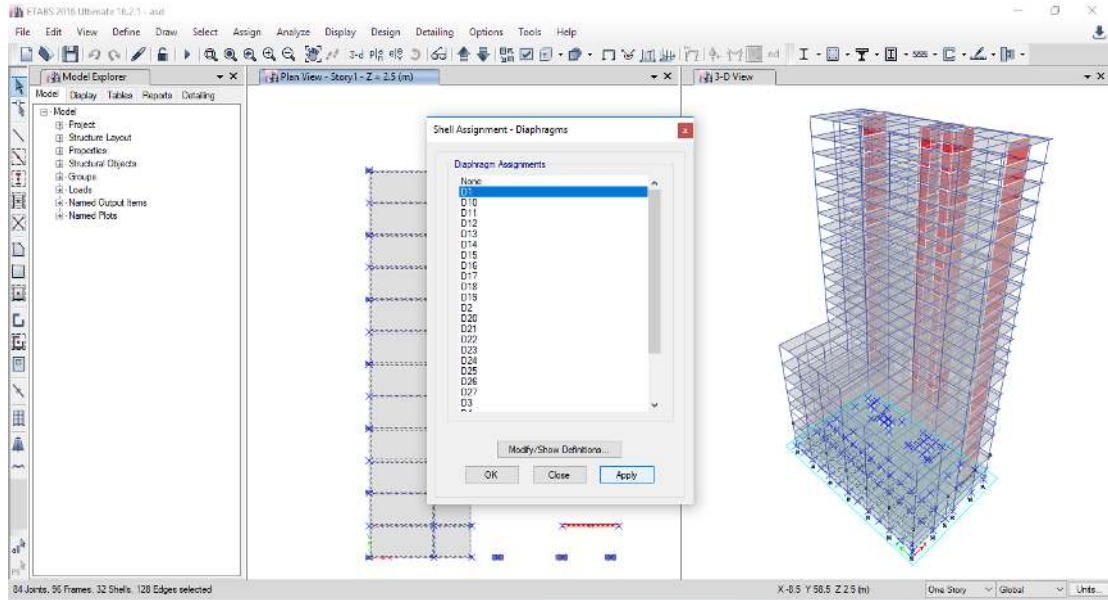 ETABS 2016 Ultimate 16.2.1 - asd
File Edit View Define Draw Select Assign Analyze Display Design Detailing Options Tools Help
3-d
Model Explorer
Plan View - Story1 - Z = 2.5 (m)
3-D View
Model Display Tables Reports Detailing
Model
Project
Structure Layout
Properties
Structural Objects
Groups
Loads
Named Output Items
Named Plots
Shell Assignment - Diaphragms
Diaphragm Assignments
None
D1
D10
D11
D12
D13
D14
D15
D16
D17
D18
D19
D2
D20
D21
D22
D23
D24
D25
D26
D27
D3
Modify/Show Definitions...
OK Close Apply
84 Joints, 96 Frames, 32 Shells, 128 Edges selected
X -8.5 Y 58.5 Z 2.5 (m)
One Story
Global
Units...